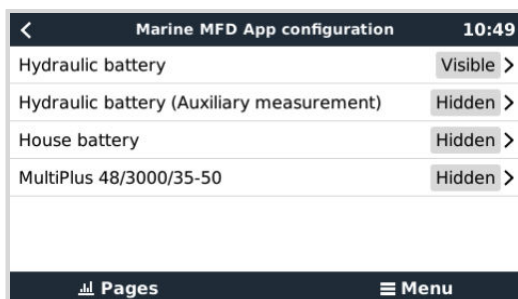 Marine MFD App configuration 10:49
Hydraulic battery Visible
Hydraulic battery (Auxiliary measurement) Hidden
House battery Hidden
MultiPlus 48/3000/35-50 Hidden
Pages Menu